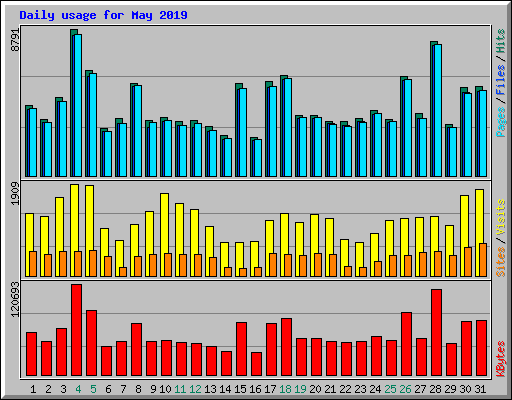 Daily usage for May 2019
8791
Pages/Files/Hits
1909
Sites/Visits
120693
KBytes
1 2 3 4 5 6 7 8 9 10 11 12 13 14 15 16 17 18 19 20 21 22 23 24 25 26 27 28 29 30 31